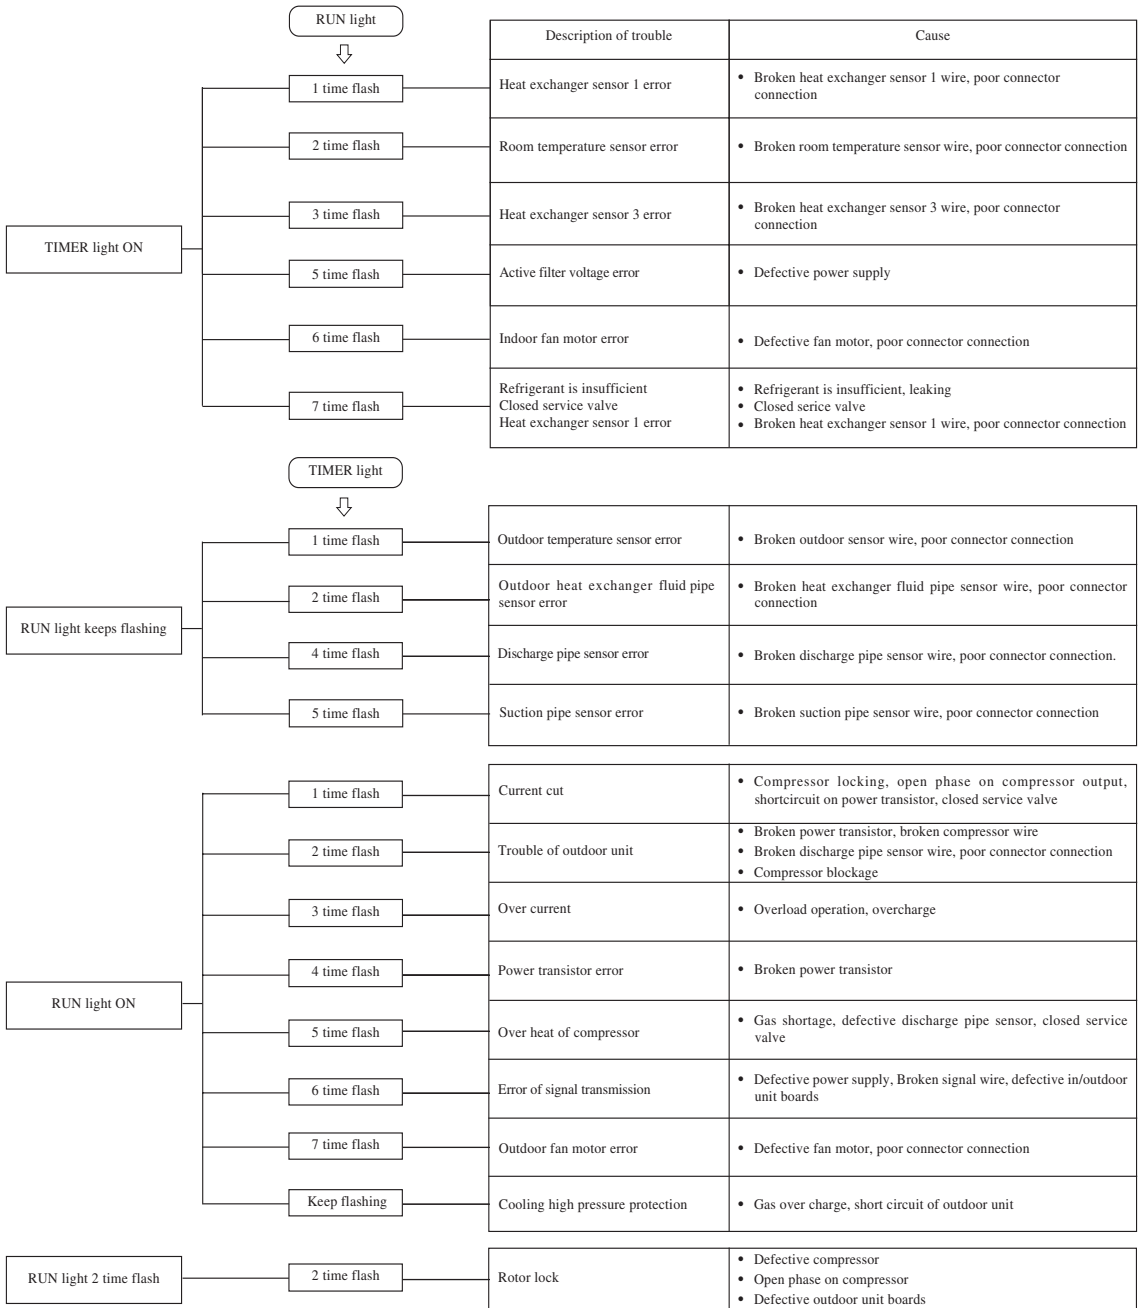 RUN light
Description of trouble
Cause
TIMER light ON
1 time flash
Heat exchanger sensor 1 error
• Broken heat exchanger sensor 1 wire, poor connector
connection
2 time flash
Room temperature sensor error
• Broken room temperature sensor wire, poor connector connection
3 time flash
Heat exchanger sensor 3 error
• Broken heat exchanger sensor 3 wire, poor connector
connection
5 time flash
Active filter voltage error
• Defective power supply
6 time flash
Indoor fan motor error
• Defective fan motor, poor connector connection
7 time flash
Refrigerant is insufficient
Closed service valve
Heat exchanger sensor 1 error
• Refrigerant is insufficient, leaking
• Closed serice valve
• Broken heat exchanger sensor 1 wire, poor connector connection
TIMER light
RUN light keeps flashing
1 time flash
Outdoor temperature sensor error
• Broken outdoor sensor wire, poor connector connection
2 time flash
Outdoor heat exchanger fluid pipe
sensor error
• Broken heat exchanger fluid pipe sensor wire, poor connector
connection
4 time flash
Discharge pipe sensor error
• Broken discharge pipe sensor wire, poor connector connection.
5 time flash
Suction pipe sensor error
• Broken suction pipe sensor wire, poor connector connection
RUN light ON
1 time flash
Current cut
• Compressor locking, open phase on compressor output,
shortcircuit on power transistor, closed service valve
2 time flash
Trouble of outdoor unit
• Broken power transistor, broken compressor wire
• Broken discharge pipe sensor wire, poor connector connection
• Compressor blockage
3 time flash
Over current
• Overload operation, overcharge
4 time flash
Power transistor error
• Broken power transistor
5 time flash
Over heat of compressor
• Gas shortage, defective discharge pipe sensor, closed service
valve
6 time flash
Error of signal transmission
• Defective power supply, Broken signal wire, defective in/outdoor
unit boards
7 time flash
Outdoor fan motor error
• Defective fan motor, poor connector connection
Keep flashing
Cooling high pressure protection
• Gas over charge, short circuit of outdoor unit
RUN light 2 time flash
2 time flash
Rotor lock
• Defective compressor
• Open phase on compressor
• Defective outdoor unit boards